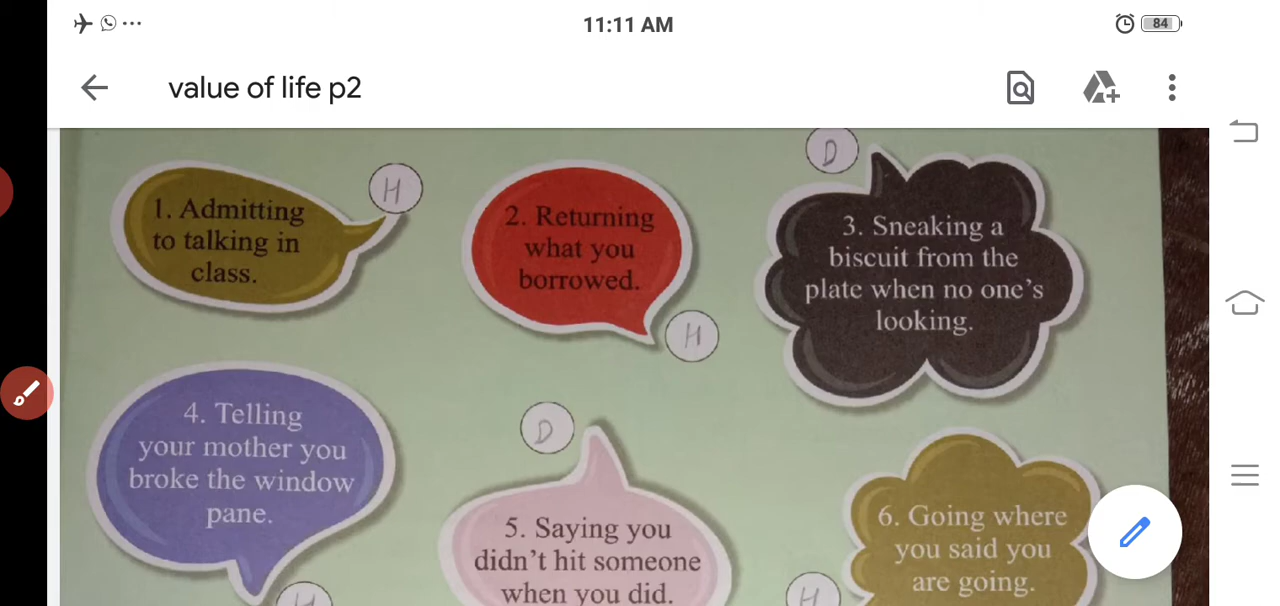 11:11 AM
84
value of life p2
H
1. Admitting
to talking in
class.
2. Returning
what you
borrowed.
H
D
3. Sneaking a
biscuit from the
plate when no one's
looking.
4. Telling
your mother you
broke the window
pane.
H
D
5. Saying you
didn't hit someone
when you did.
6. Going where
you said you
are going.
H